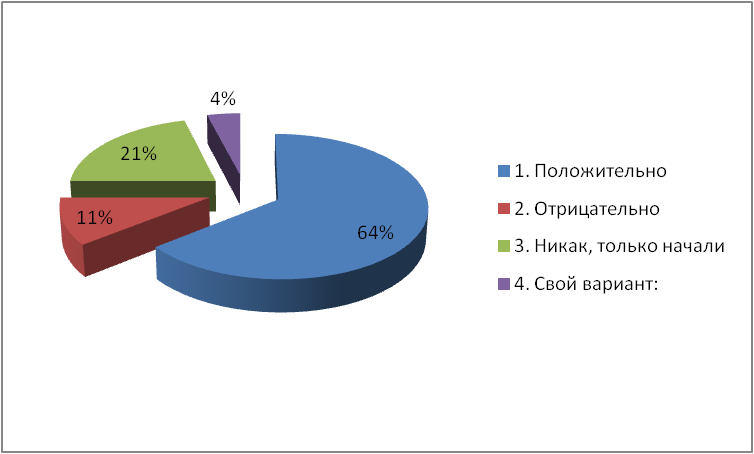 4%
21%
11%
64%
1. Положительно
2. Отрицательно
3. Никак, только начали
4. Свой вариант: